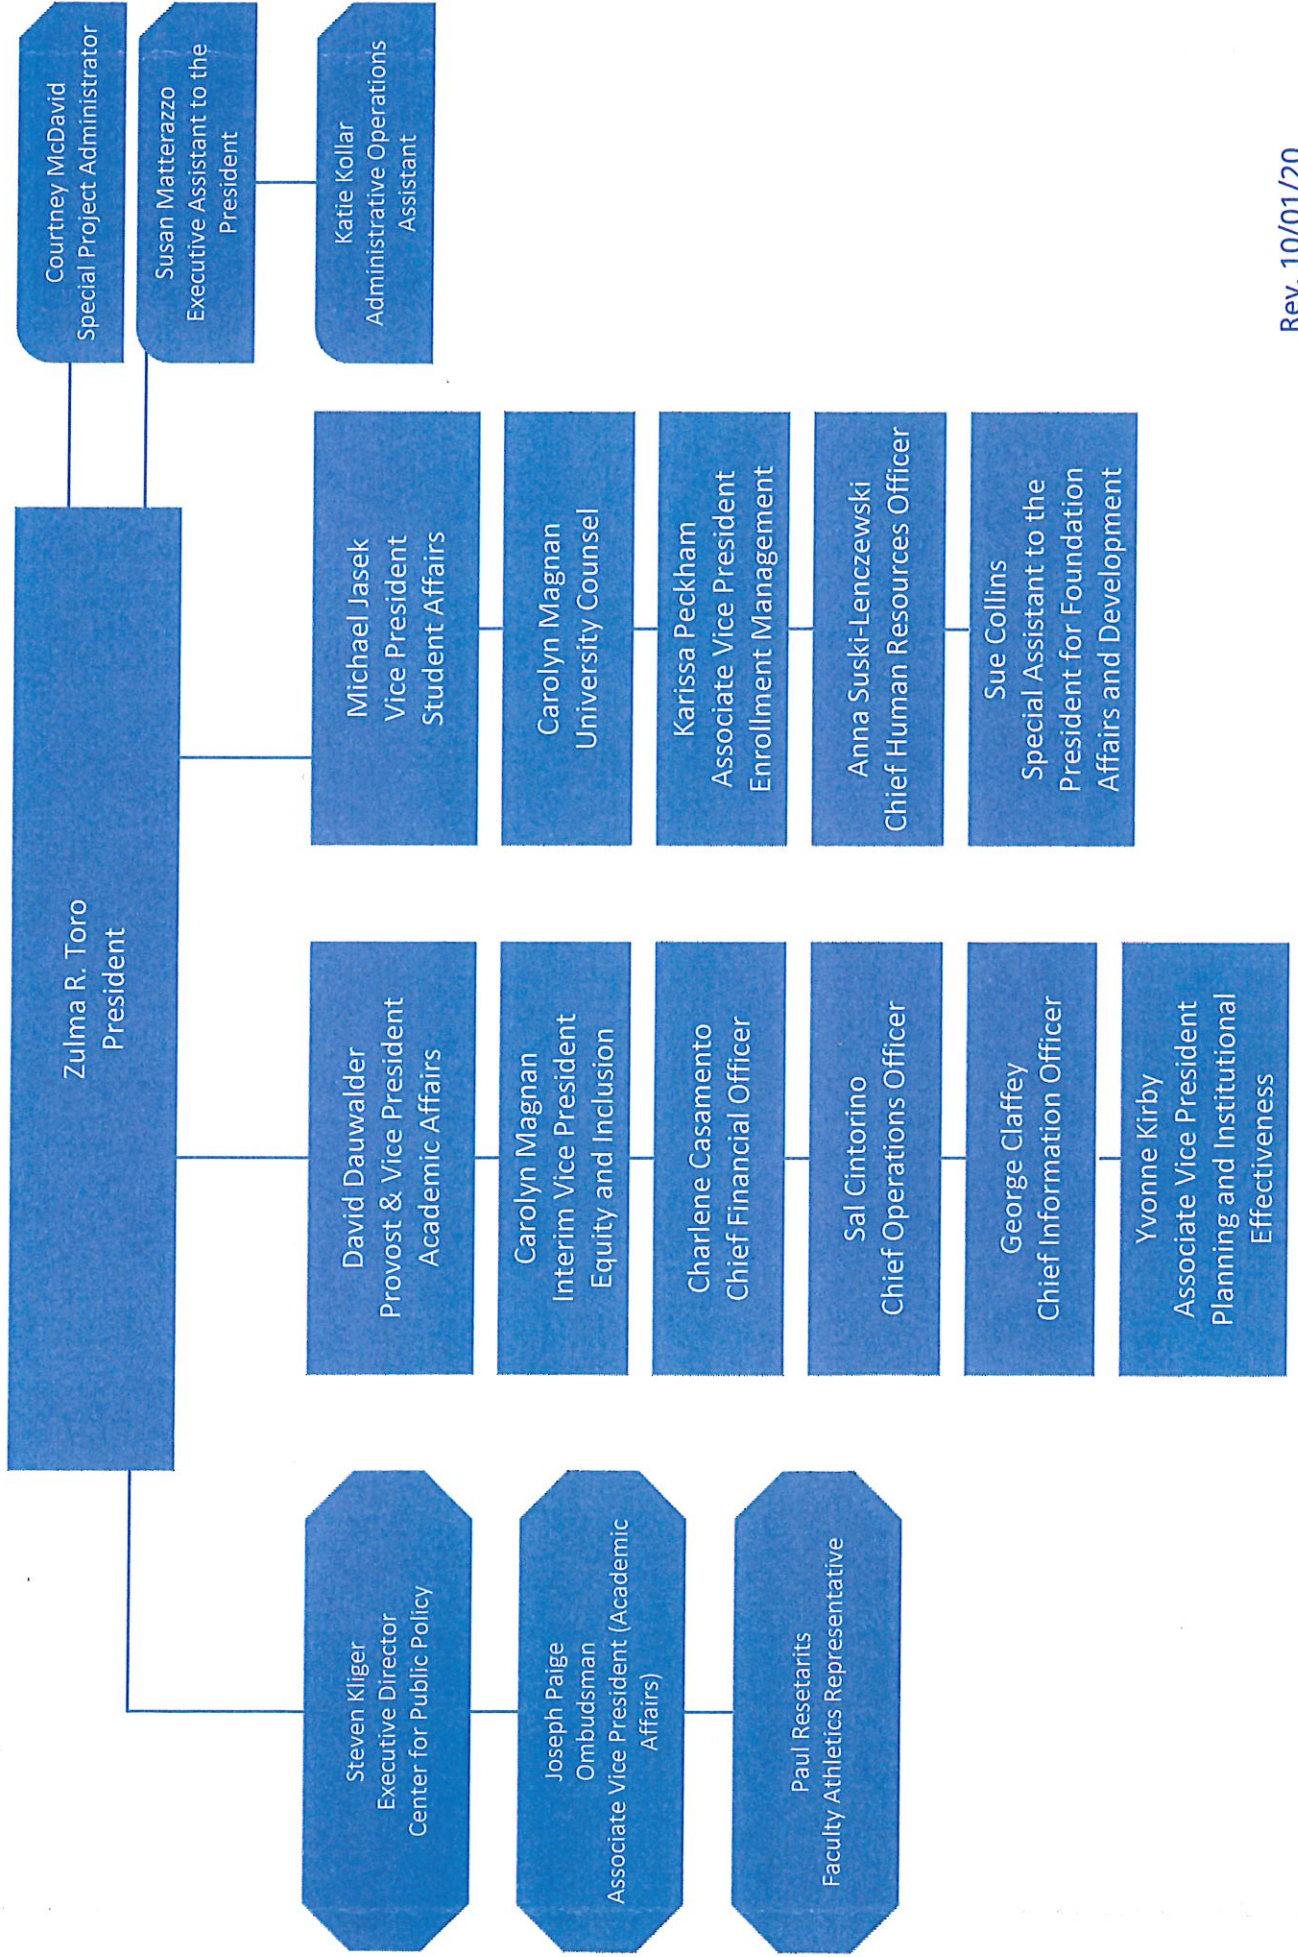 Zulma R. Toro
President
Courtney McDavid
Special Project Administrator
Susan Matterazzo
Executive Assistant to the
President
Katie Kollar
Administrative Operations
Assistant
Steven Kliger
Executive Director
Center for Public Policy
Joseph Paige
Ombudsman
Associate Vice President (Academic
Affairs)
Paul Resetarits
Faculty Athletics Representative
David Dauwalder
Provost & Vice President
Academic Affairs
Carolyn Magnan
Interim Vice President
Equity and Inclusion
Charlene Casamento
Chief Financial Officer
Sal Cintorino
Chief Operations Officer
George Claffey
Chief Information Officer
Yvonne Kirby
Associate Vice President
Planning and Institutional
Effectiveness
Michael Jasek
Vice President
Student Affairs
Carolyn Magnan
University Counsel
Karissa Peckham
Associate Vice President
Enrollment Management
Anna Suski-Lenczewski
Chief Human Resources Officer
Sue Collins
Special Assistant to the
President for Foundation
Affairs and Development
Rev. 10/01/20